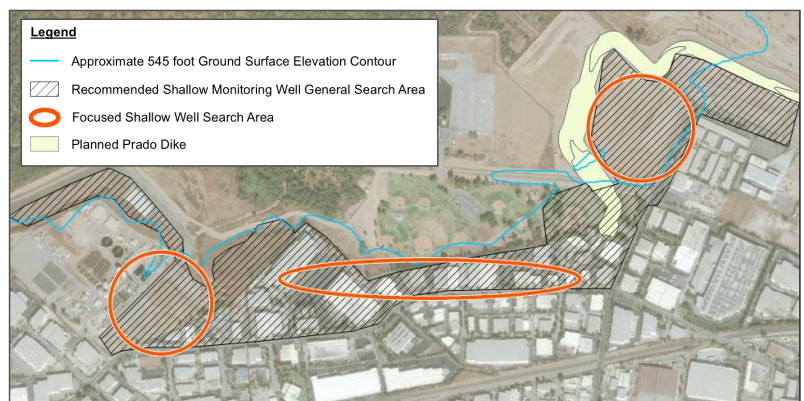 Legend
Approximate 545 foot Ground Surface Elevation Contour
Recommended Shallow Monitoring Well General Search Area
Focused Shallow Well Search Area
Planned Prado Dike